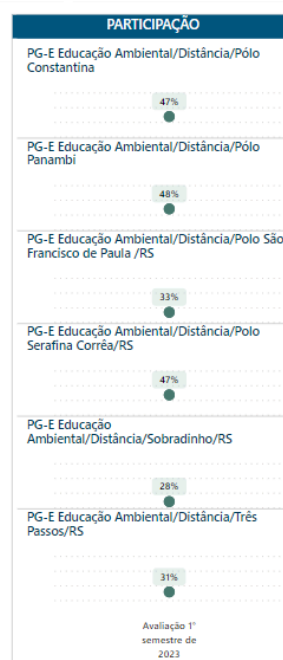 PARTICIPAÇÃO
PG-E Educação Ambiental/Distância/Pólo
Constantina
47%
PG-E Educação Ambiental/Distância/Pólo
Panambi
48%
PG-E Educação Ambiental/Distância/Polo São
Francisco de Paula /RS
33%
PG-E Educação Ambiental/Distância/Polo
Serafina Corrêa/RS
47%
PG-E Educação
Ambiental/Distância/Sobradinho/RS
28%
PG-E Educação Ambiental/Distância/Três
Passos/RS
31%
Avaliação 1°
semestre de
2023